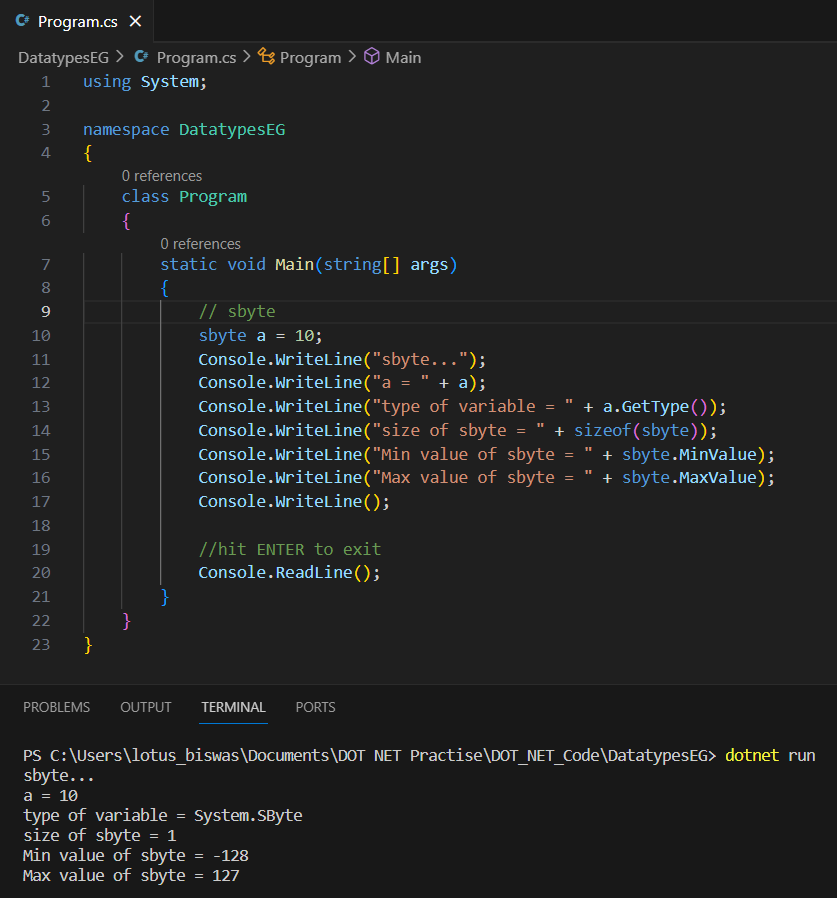 Program.cs
DatatypesEG > Program.cs > Program > Main
1 using System;
2
3 namespace DatatypesEG
4 {
0 references
5 class Program
6 {
0 references
7 static void Main(string[] args)
8 {
9 // sbyte
10 sbyte a = 10;
11 Console.WriteLine("sbyte...");
12 Console.WriteLine("a = " + a);
13 Console.WriteLine("type of variable = " + a.GetType());
14 Console.WriteLine("size of sbyte = " + sizeof(sbyte));
15 Console.WriteLine("Min value of sbyte = " + sbyte.MinValue);
16 Console.WriteLine("Max value of sbyte = " + sbyte.MaxValue);
17 Console.WriteLine();
18
19 //hit ENTER to exit
20 Console.ReadLine();
21 }
22 }
23 }
PROBLEMS OUTPUT TERMINAL PORTS
PS C:\Users\lotus_biswas\Documents\DOT NET Practise\DOT_NET_Code\DatatypesEG> dotnet run
sbyte...
a = 10
type of variable = System.SByte
size of sbyte = 1
Min value of sbyte = -128
Max value of sbyte = 127